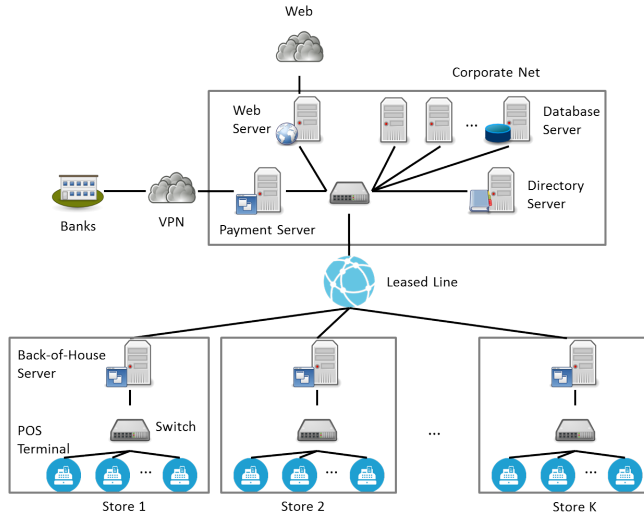 Web
Corporate Net
Web
Server
...
Database
Server
Directory
Server
Banks
VPN
Payment Server
Leased Line
Back-of-House
Server
POS
Terminal
Switch
...
...
...
...
Store 1
Store 2
Store K